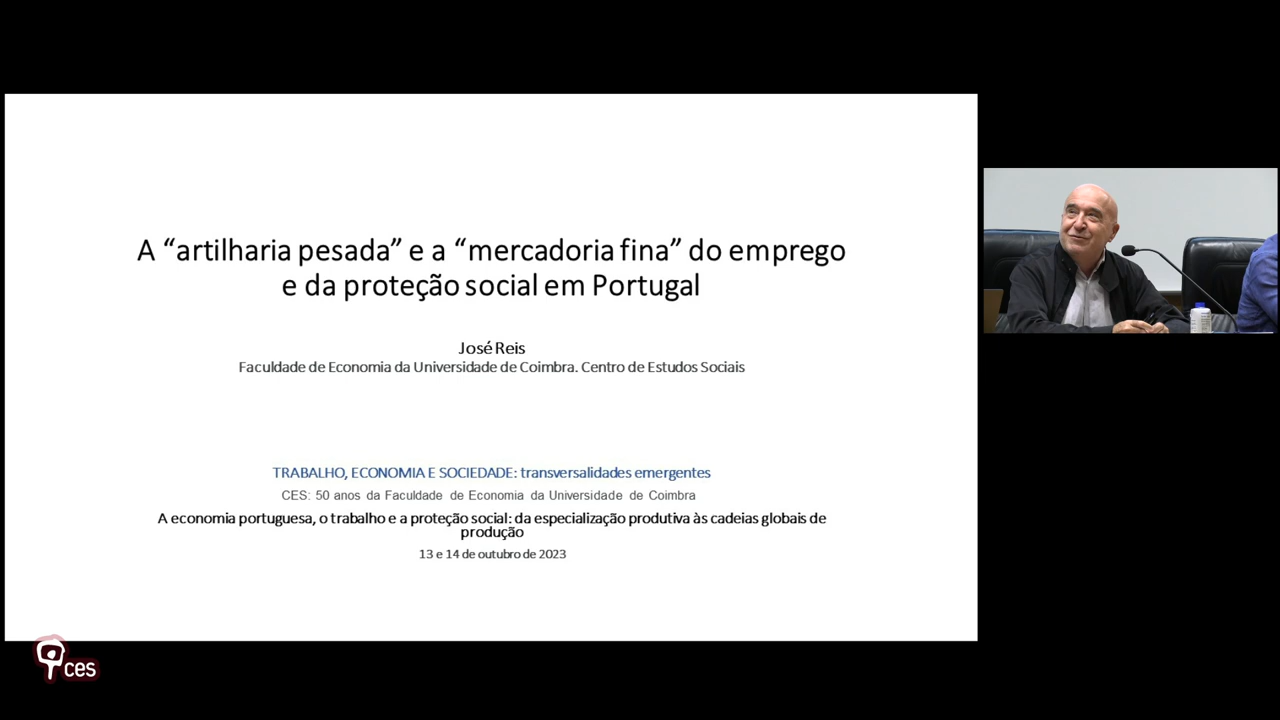 A “artilharia pesada” e a “mercadoria fina” do emprego
e da proteção social em Portugal
José Reis
Faculdade de Economia da Universidade de Coimbra. Centro de Estudos Sociais
TRABALHO, ECONOMIA E SOCIEDADE: transversalidades emergentes
CES: 50 anos da Faculdade de Economia da Universidade de Coimbra
A economia portuguesa, o trabalho e a proteção social: da especialização produtiva às cadeias globais de
produção
13 e 14 de outubro de 2023
ces